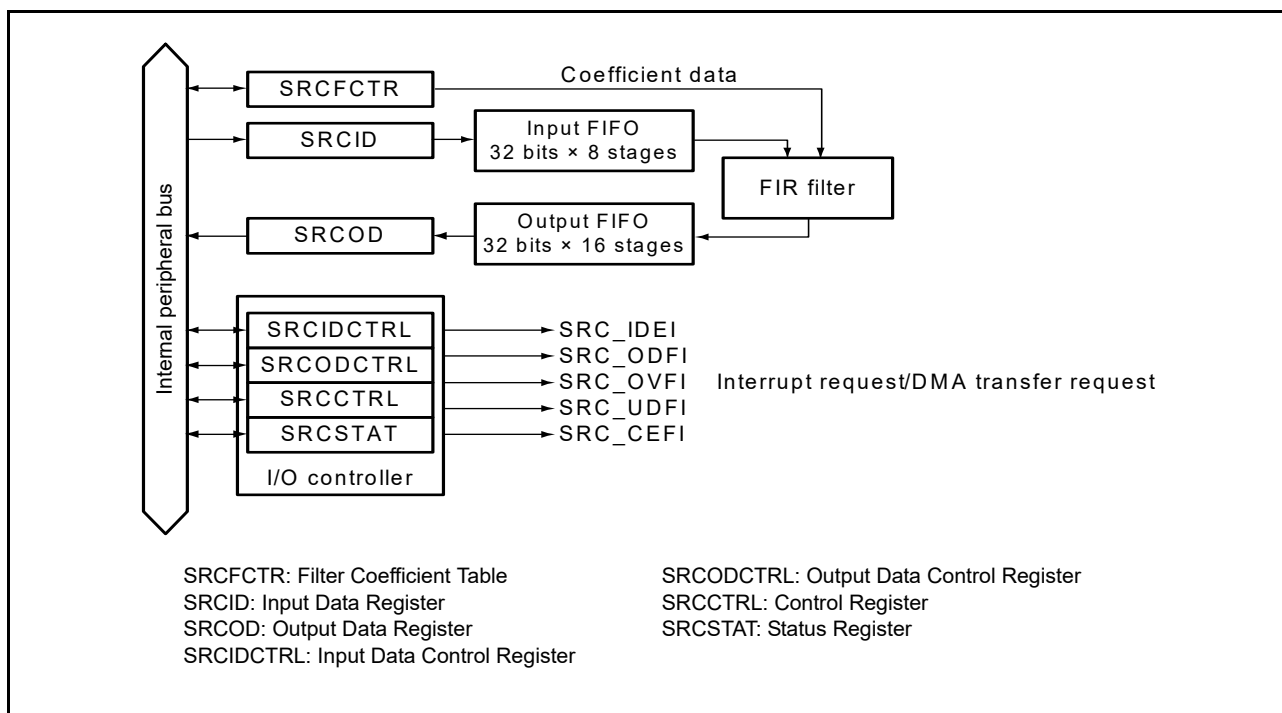 Coefficient data
SRCFCTR
SRCID
Input FIFO
32 bits × 8 stages
FIR filter
SRCOD
Output FIFO
32 bits × 16 stages
Internal peripheral bus
SRCIDCTRL
SRCODCTRL
SRCCTRL
SRCSTAT
I/O controller
SRC_IDEI
SRC_ODFI
SRC_OVFI
SRC_UDFI
SRC_CEFI
Interrupt request/DMA transfer request
SRCFCTR: Filter Coefficient Table
SRCID: Input Data Register
SRCOD: Output Data Register
SRCIDCTRL: Input Data Control Register
SRCODCTRL: Output Data Control Register
SRCCTRL: Control Register
SRCSTAT: Status Register